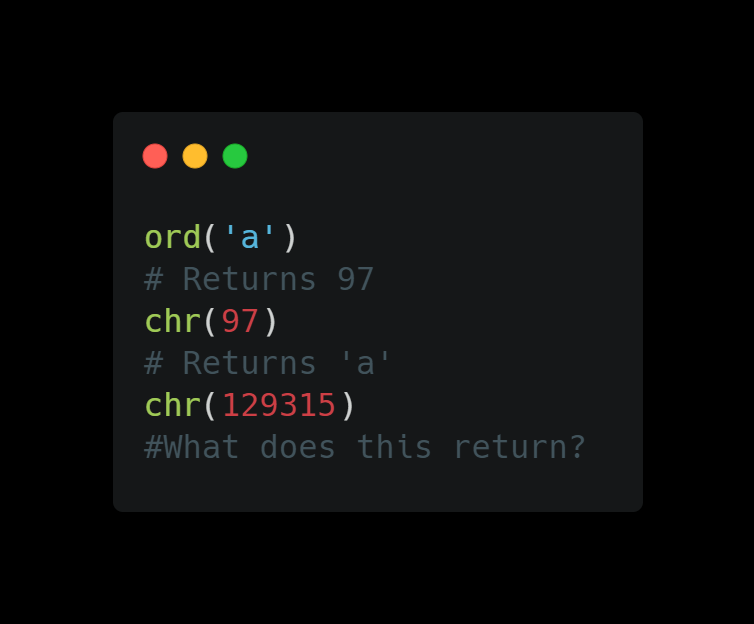 ord('a')
# Returns 97
chr(97)
# Returns 'a'
chr(129315)
#What does this return?